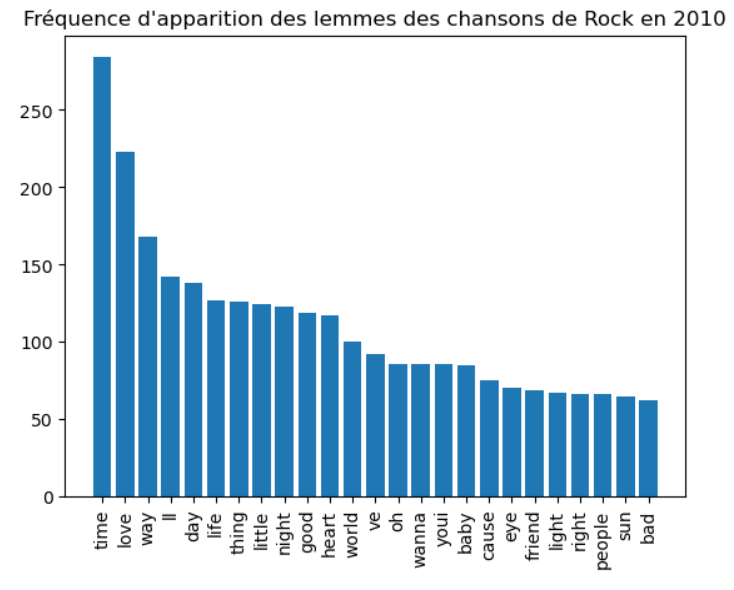 Fréquence d'apparition des lemmes des chansons de Rock en 2010
250
200
150
100
50
0
time
love
way
ll
day
life
thing
little
night
good
heart
world
ve
oh
wanna
youi
baby
cause
eye
friend
light
right
people
sun
bad